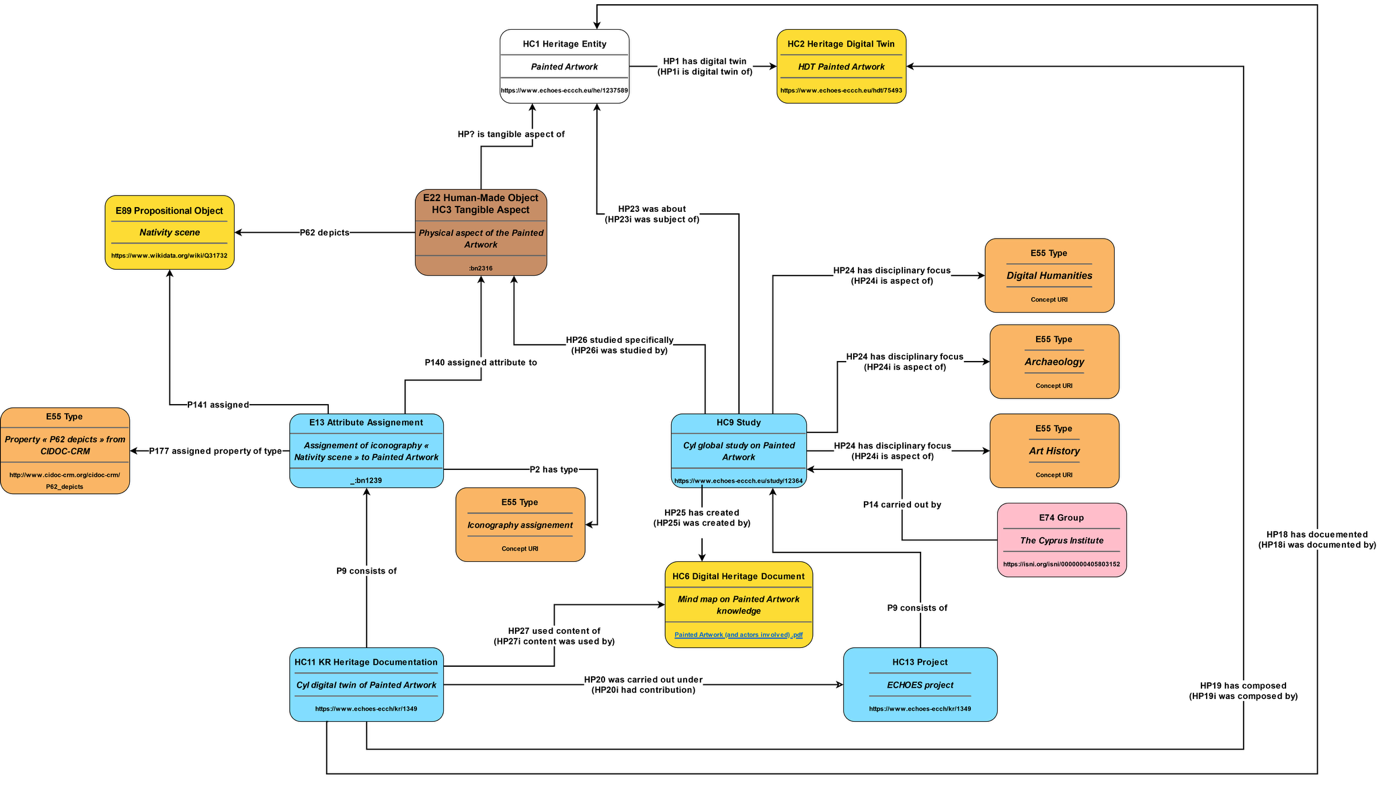 HC1 Heritage Entity
Painted Artwork
https://www.echoes-eccch.eu/he/1237589
HP1 has digital twin
(HP1i is digital twin of)
HC2 Heritage Digital Twin
HDT Painted Artwork
https://www.echoes-eccch.eu/hdt/75493
HP? is tangible aspect of
E89 Propositional Object
Nativity scene
https://www.wikidata.org/wiki/Q31732
P62 depicts
E22 Human-Made Object
HC3 Tangible Aspect
Physical aspect of the Painted
Artwork
:bn2316
HP23 was about
(HP23i was subject of)
HP24 has disciplinary focus
(HP24i is aspect of)
E55 Type
Digital Humanities
Concept URI
HP26 studied specifically
(HP26i was studied by)
P140 assigned attribute to
HP24 has disciplinary focus
(HP24i is aspect of)
E55 Type
Archaeology
Concept URI
P141 assigned
E55 Type
Property « P62 depicts » from
CIDOC-CRM
http://www.cidoc-crm.org/cidoc-crm/
P62_depicts
P177 assigned property of type
E13 Attribute Assignement
Assignement of iconography «
Nativity scene » to Painted Artwork
_:bn1239
HC9 Study
CyI global study on Painted
Artwork
https://www.echoes-eccch.eu/study/12364
HP24 has disciplinary focus
(HP24i is aspect of)
E55 Type
Art History
Concept URI
P2 has type
E55 Type
Iconography assignement
Concept URI
HP25 has created
(HP25i was created by)
P14 carried out by
E74 Group
The Cyprus Institute
https://isni.org/isni/0000000405803152
HP18 has docuemented
(HP18i was documented by)
P9 consists of
HC6 Digital Heritage Document
Mind map on Painted Artwork
knowledge
Painted Artwork (and actors involved) .pdf
P9 consists of
HP27 used content of
(HP27i content was used by)
HC11 KR Heritage Documentation
CyI digital twin of Painted Artwork
https://www.echoes-ecch/kr/1349
HP20 was carried out under
(HP20i had contribution)
HC13 Project
ECHOES project
https://www.echoes-ecch/kr/1349
HP19 has composed
(HP19i was composed by)